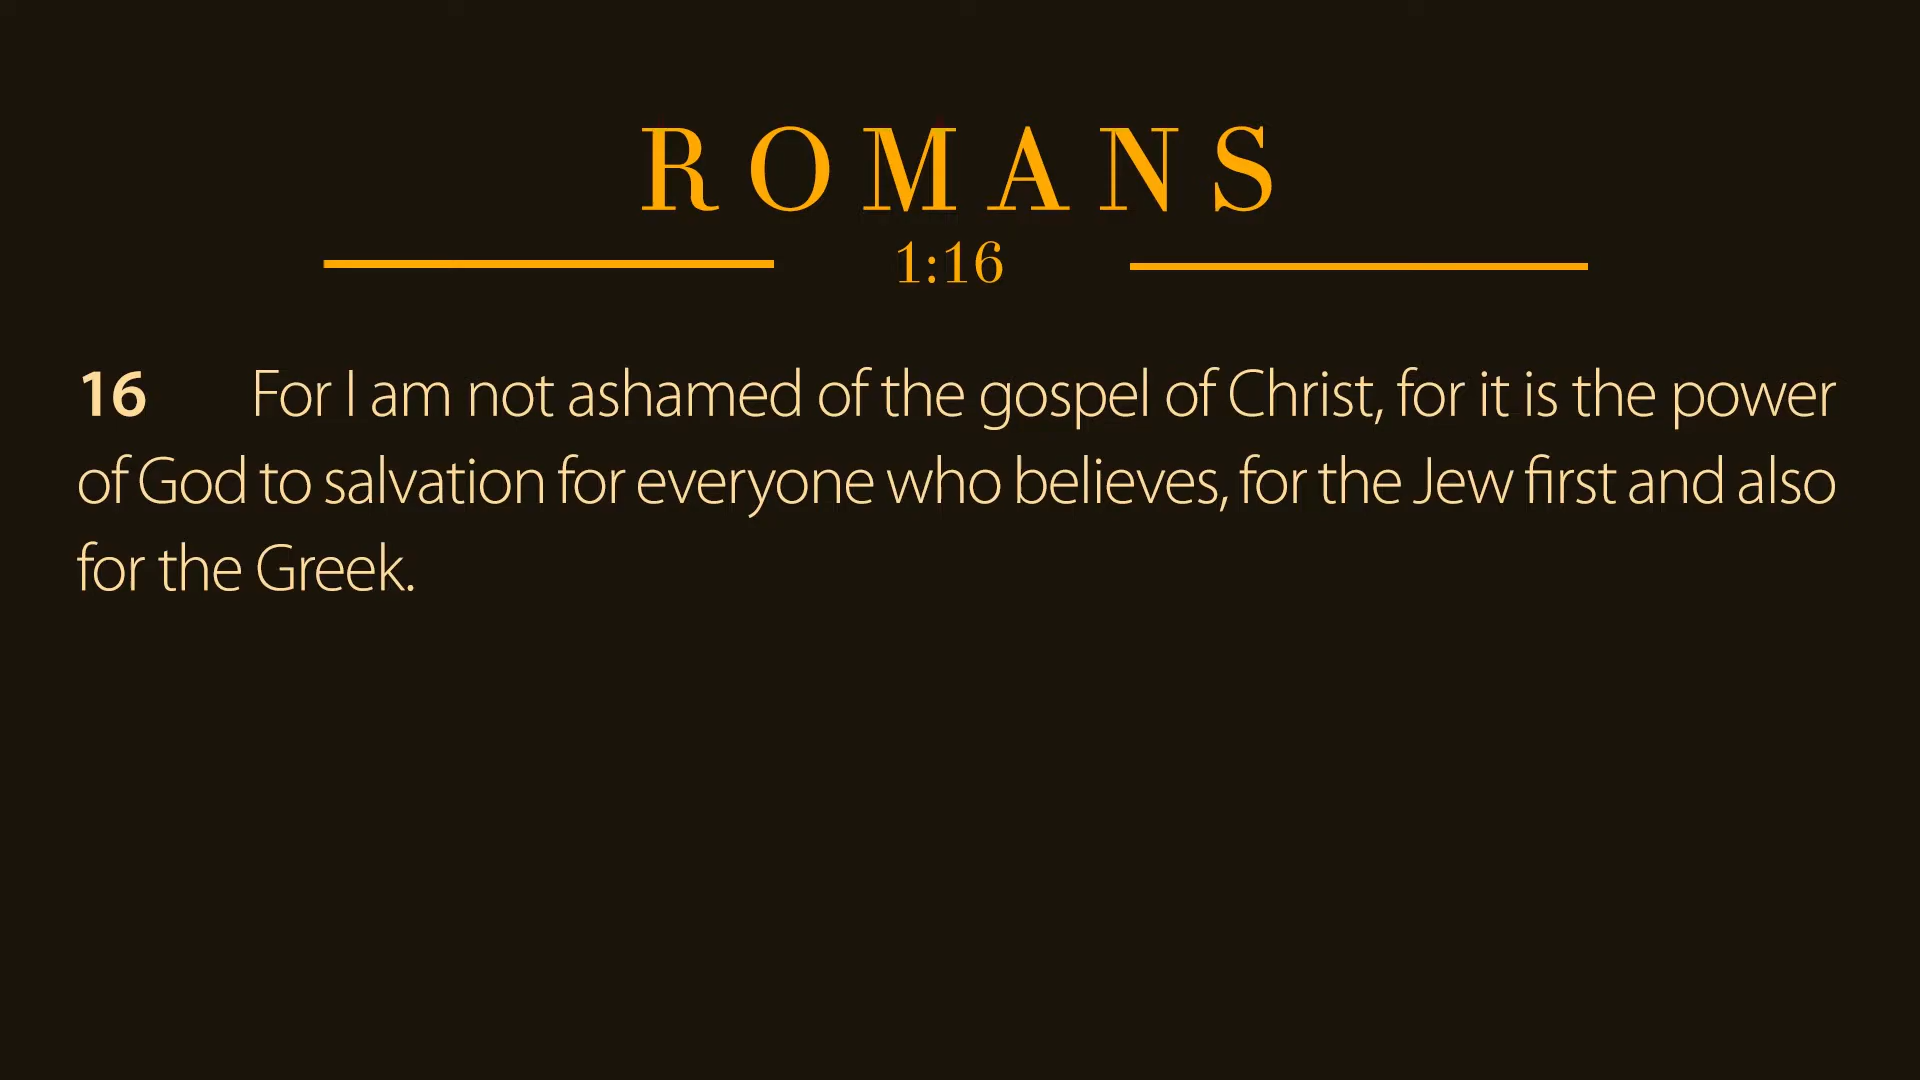 ROMANS
1:16
16 For I am not ashamed of the gospel of Christ, for it is the power
of God to salvation for everyone who believes, for the Jew first and also
for the Greek.